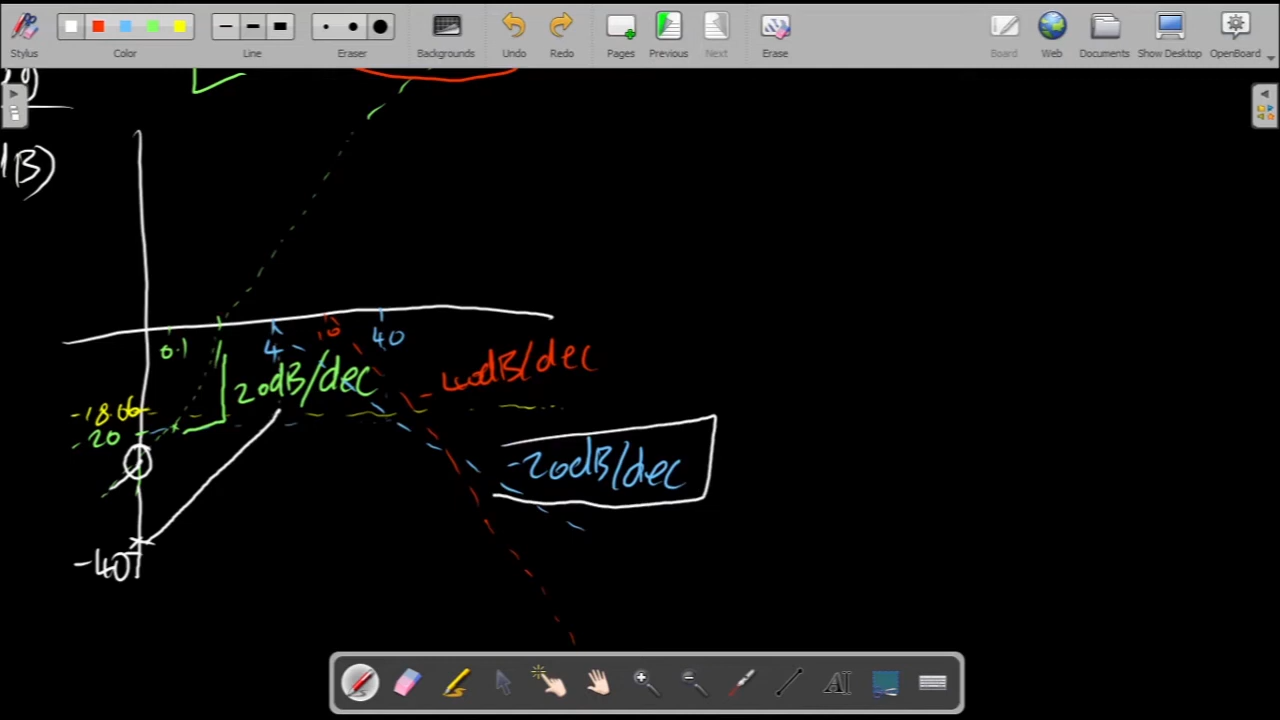 Stylus
Color
Line
Eraser
Backgrounds
Undo
Redo
Pages
Previous
Next
Erase
Board
Web
Documents
Show Desktop
OpenBoard
B)
0.1
1
4
10
40
20dB/dec
-40dB/dec
-18.06
-20
-20dB/dec
-40